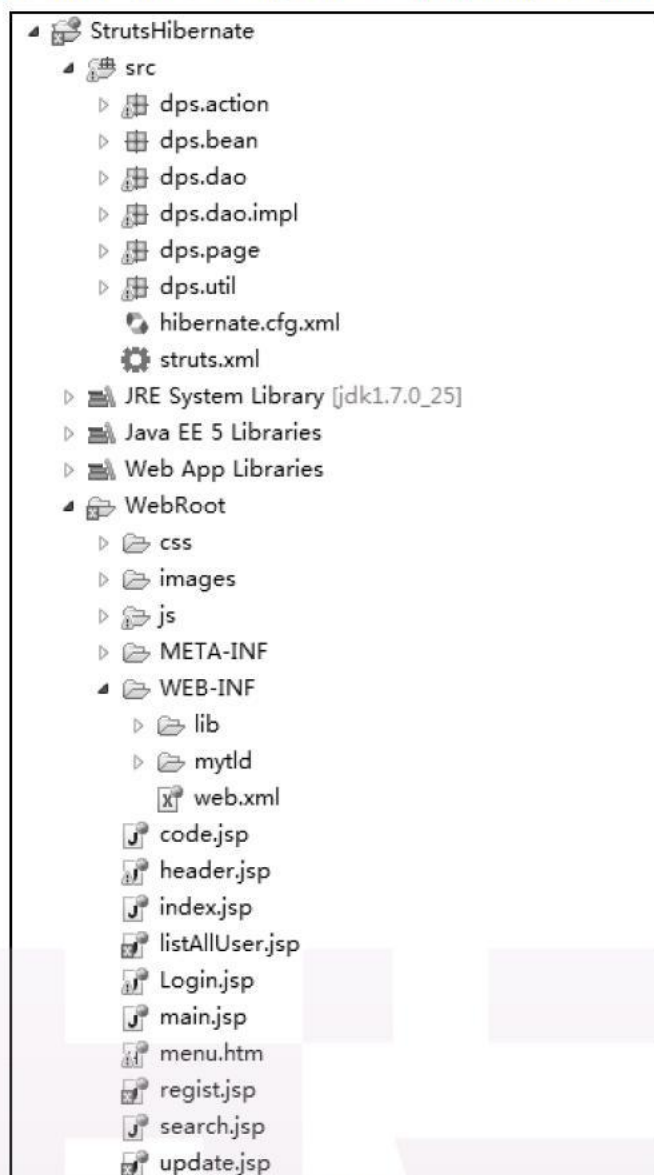 StrutsHibernate
src
dps.action
dps.bean
dps.dao
dps.dao.impl
dps.page
dps.util
hibernate.cfg.xml
struts.xml
JRE System Library [jdk1.7.0_25]
Java EE 5 Libraries
Web App Libraries
WebRoot
css
images
js
META-INF
WEB-INF
lib
mytld
web.xml
code.jsp
header.jsp
index.jsp
listAllUser.jsp
Login.jsp
main.jsp
menu.htm
regist.jsp
search.jsp
update.jsp